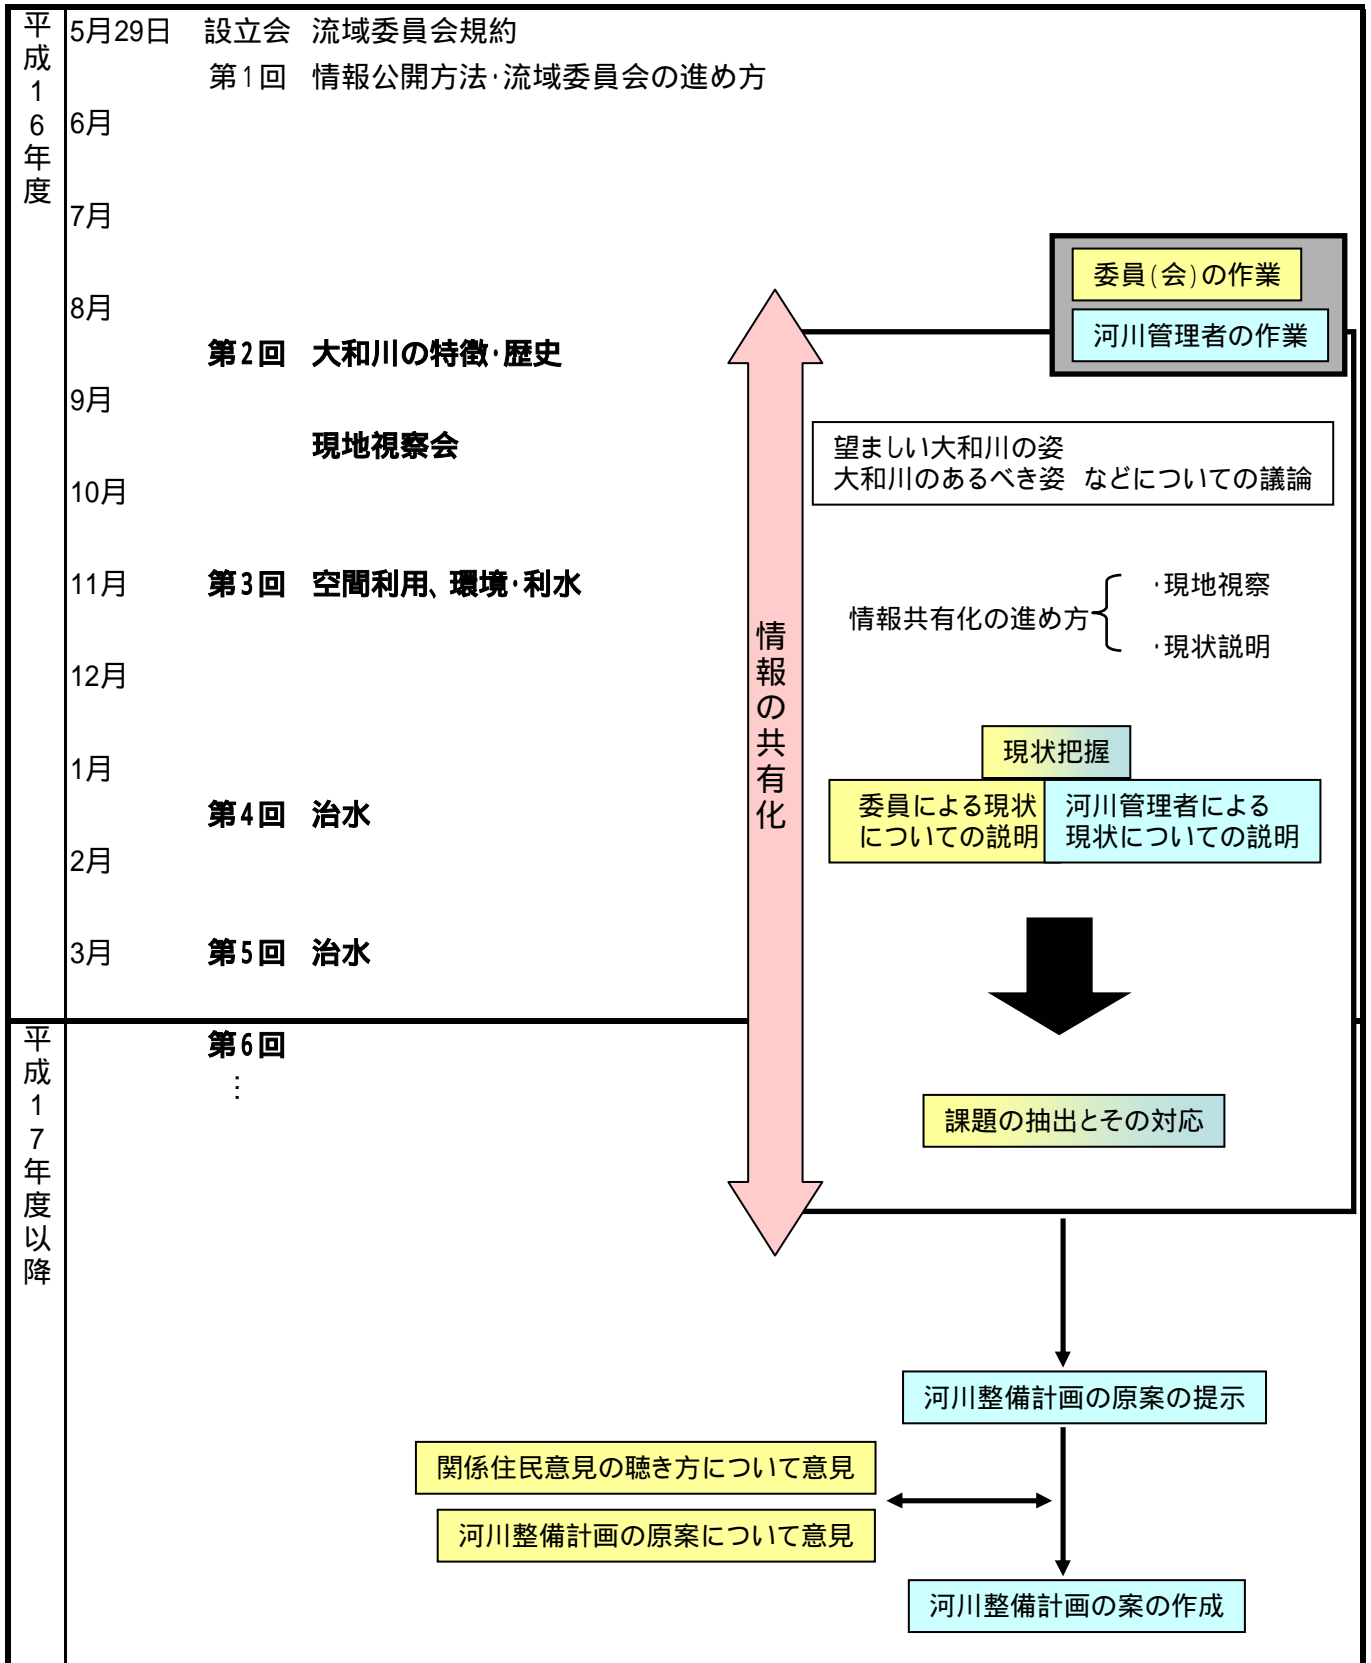 平成16年度
5月29日 設立会 流域委員会規約
第1回 情報公開方法・流域委員会の進め方
6月
7月
8月
第2回 大和川の特徴・歴史
9月
現地視察会
10月
11月 第3回 空間利用、環境・利水
12月
1月
第4回 治水
2月
3月 第5回 治水
平成17年度以降
第6回
…
情報の共有化
委員(会)の作業
河川管理者の作業
望ましい大和川の姿
大和川のあるべき姿 などについての議論
情報共有化の進め方
・現地視察
・現状説明
現状把握
委員による現状
についての説明
河川管理者による
現状についての説明
課題の抽出とその対応
河川整備計画の原案の提示
関係住民意見の聴き方について意見
河川整備計画の原案について意見
河川整備計画の案の作成